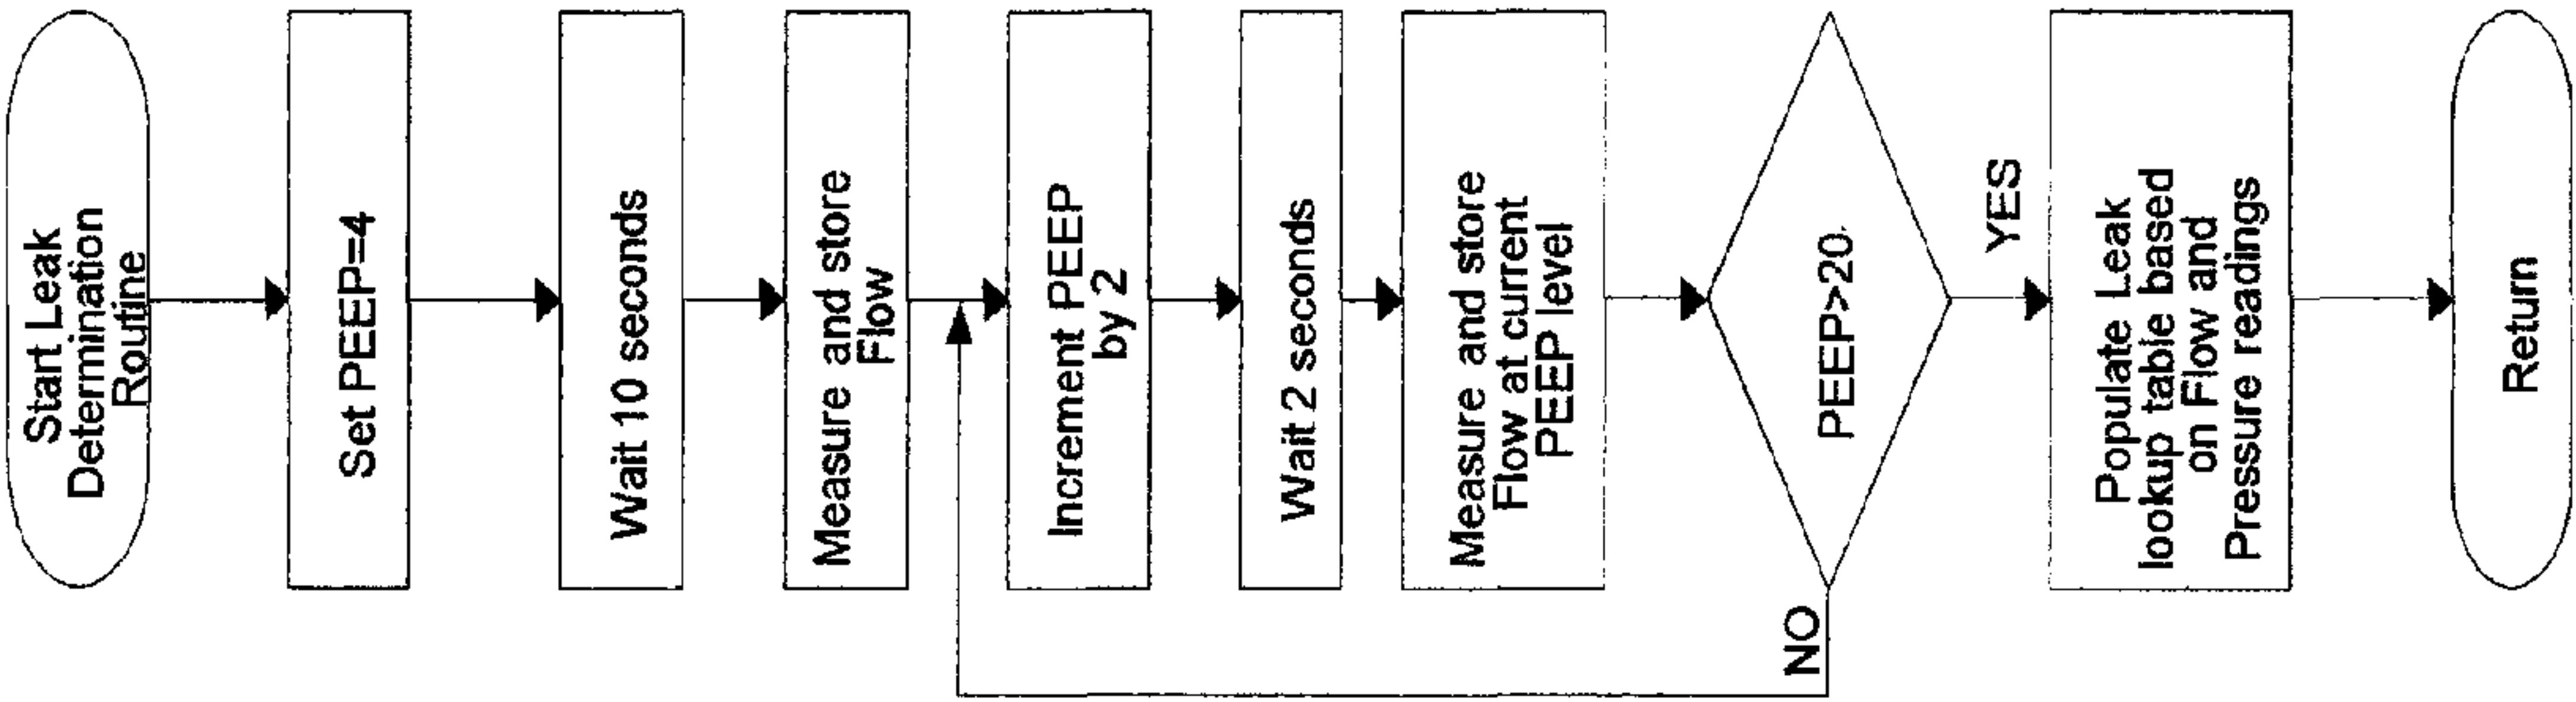 Start Leak
Determination
Routine
Set PEEP=4
Wait 10 seconds
Measure and store
Flow
Increment PEEP
by 2
Wait 2 seconds
Measure and store
Flow at current
PEEP level
PEEP>20
NO
YES
Populate Leak
lookup table based
on Flow and
Pressure readings
Return